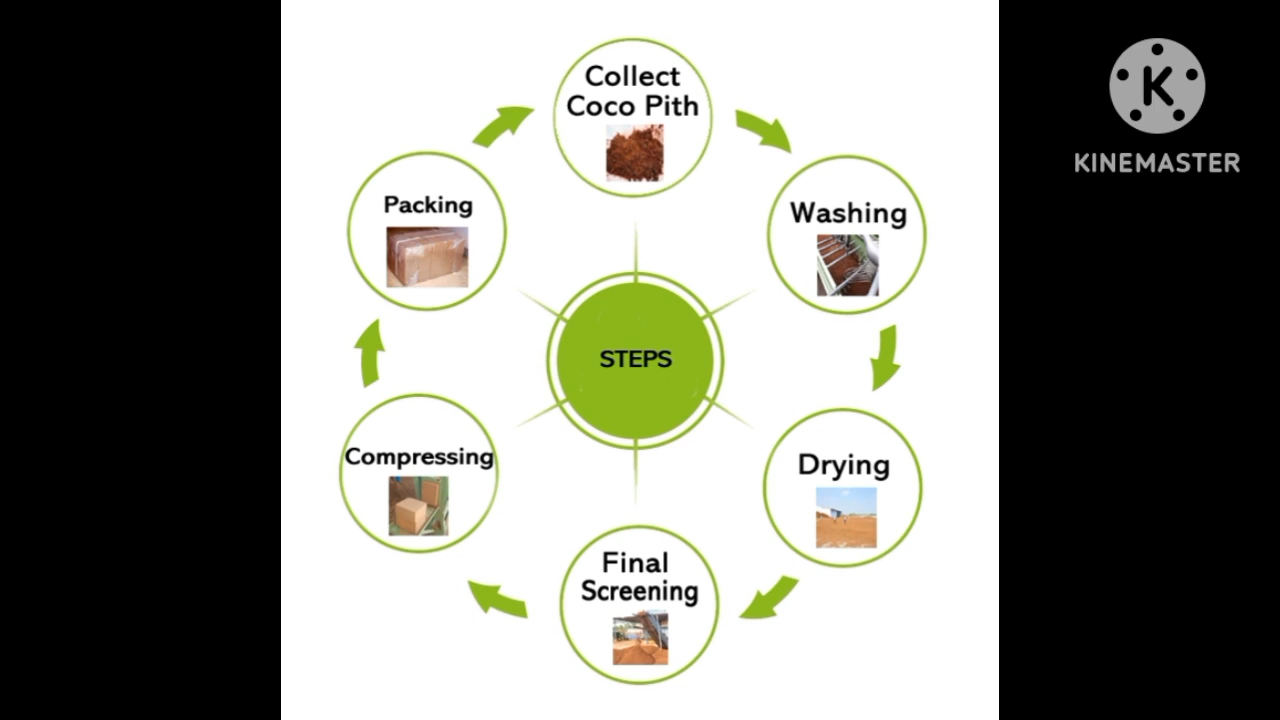 Collect
Coco Pith
Washing
Drying
Final
Screening
Compressing
Packing
STEPS
K
KINEMASTER